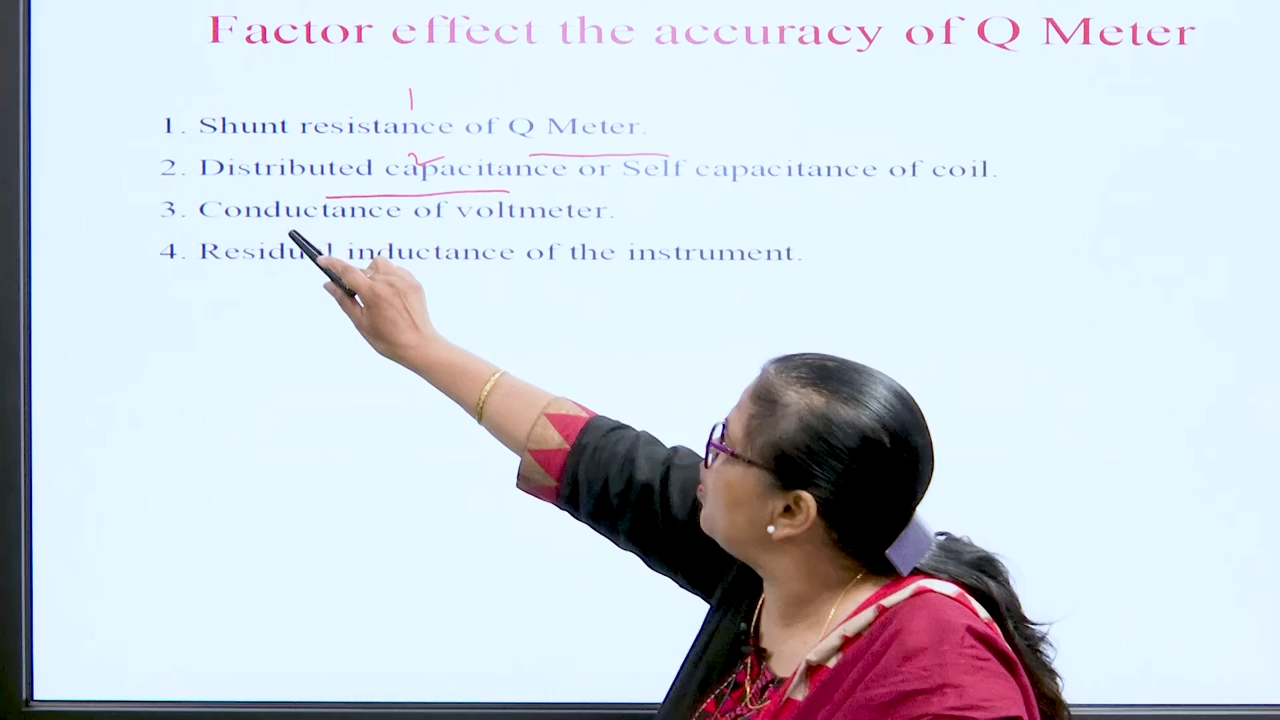 Factor effect the accuracy of Q Meter
1. Shunt resistance of Q Meter.
2. Distributed capacitance or Self capacitance of coil.
3. Conductance of voltmeter.
4. Residual inductance of the instrument.